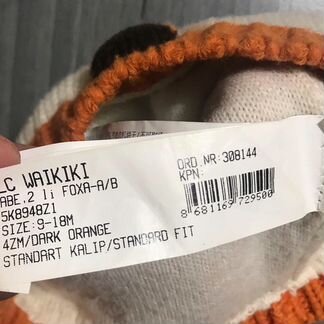 LC WAIKIKI
ABE,2 li FOXA-A/B
5K8948Z1
SIZE:9-18M
4ZM/DARK ORANGE
STANDART KALIP/STANDARD FIT
ORD.NR:308144
KPN:
8 681169 729500